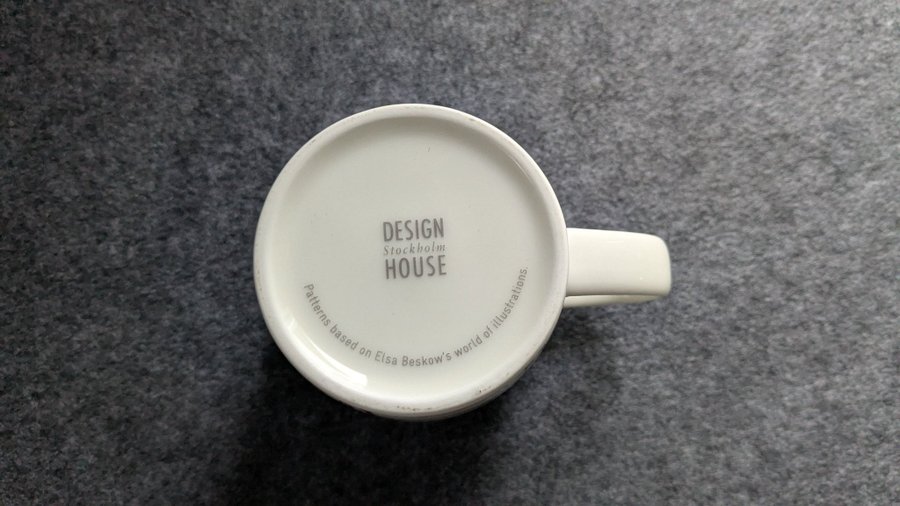 DESIGN
Stockholm
HOUSE
Patterns based on Elsa Beskow's world of illustrations.